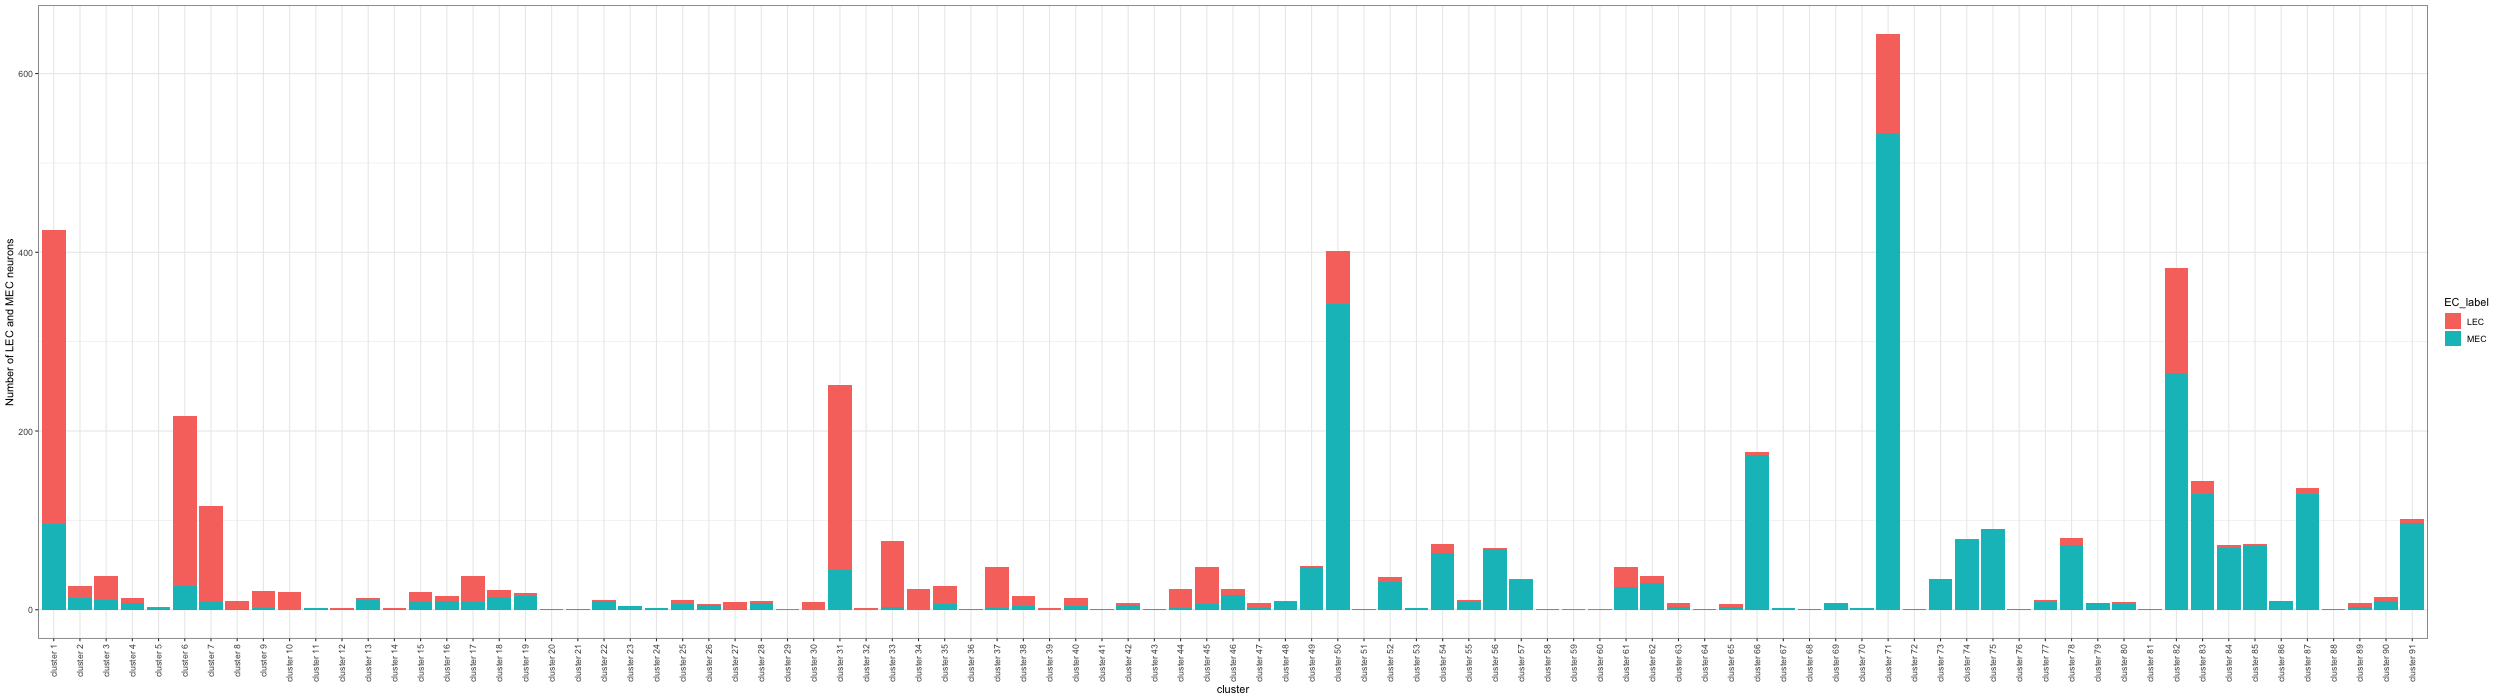 Number of LEC and MEC neurons
600
400
200
0
cluster 1
cluster 2
cluster 3
cluster 4
cluster 5
cluster 6
cluster 7
cluster 8
cluster 9
cluster 10
cluster 11
cluster 12
cluster 13
cluster 14
cluster 15
cluster 16
cluster 17
cluster 18
cluster 19
cluster 20
cluster 21
cluster 22
cluster 23
cluster 24
cluster 25
cluster 26
cluster 27
cluster 28
cluster 29
cluster 30
cluster 31
cluster 32
cluster 33
cluster 34
cluster 35
cluster 36
cluster 37
cluster 38
cluster 39
cluster 40
cluster 41
cluster 42
cluster 43
cluster 44
cluster 45
cluster 46
cluster 47
cluster 48
cluster 49
cluster 50
cluster 51
cluster 52
cluster 53
cluster 54
cluster 55
cluster 56
cluster 57
cluster 58
cluster 59
cluster 60
cluster 61
cluster 62
cluster 63
cluster 64
cluster 65
cluster 66
cluster 67
cluster 68
cluster 69
cluster 70
cluster 71
cluster 72
cluster 73
cluster 74
cluster 75
cluster 76
cluster 77
cluster 78
cluster 79
cluster 80
cluster 81
cluster 82
cluster 83
cluster 84
cluster 85
cluster 86
cluster 87
cluster 88
cluster 89
cluster 90
cluster 91
cluster
EC_label
LEC
MEC